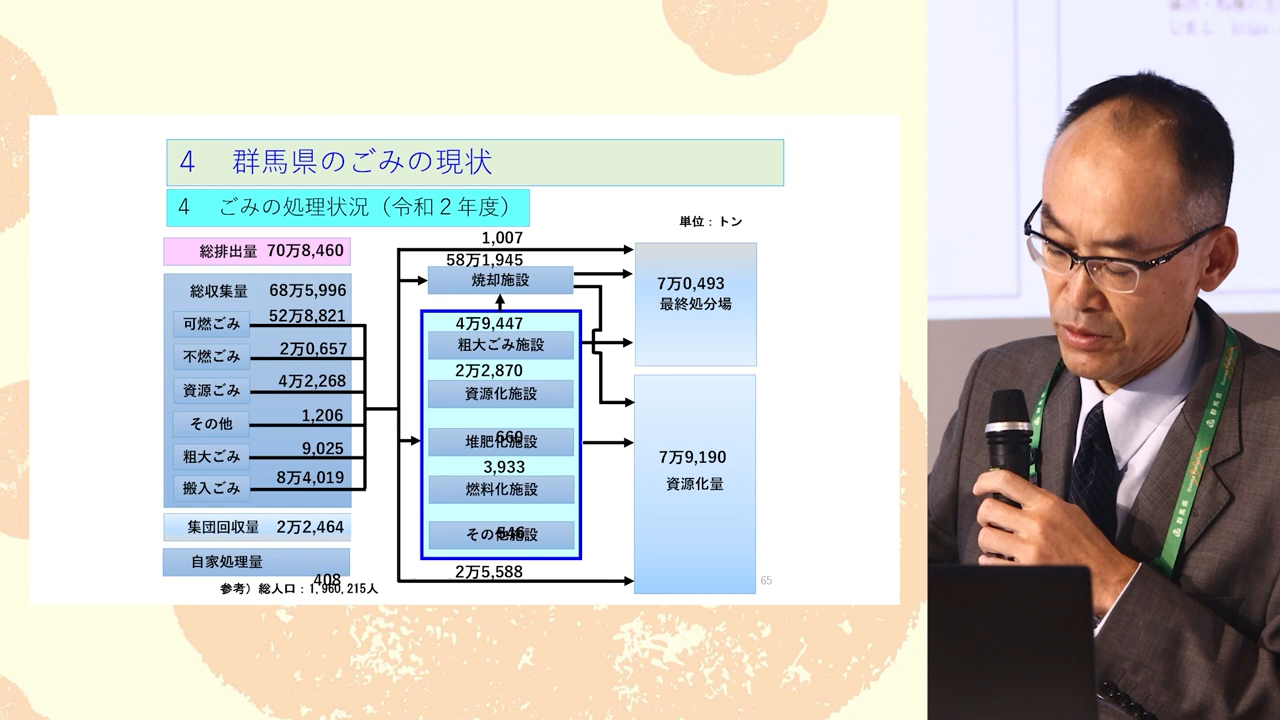 4 群馬県のごみの現状
4 ごみの処理状況（令和２年度）
単位：トン
総排出量 70万8,460
総収集量 68万5,996
可燃ごみ 52万8,821
不燃ごみ 2万0,657
資源ごみ 4万2,268
その他 1,206
粗大ごみ 9,025
搬入ごみ 8万4,019
集団回収量 2万2,464
自家処理量
408
参考）総人口：1,960,215人
1,007
58万1,945
焼却施設
4万9,447
粗大ごみ施設
2万2,870
資源化施設
660
堆肥化施設
3,933
燃料化施設
546
その他施設
2万5,588
7万0,493
最終処分場
7万9,190
資源化量
65
群馬県
群馬県